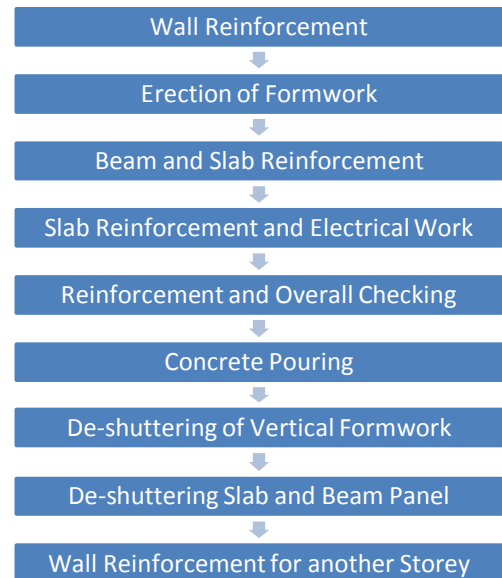 Wall Reinforcement
Erection of Formwork
Beam and Slab Reinforcement
Slab Reinforcement and Electrical Work
Reinforcement and Overall Checking
Concrete Pouring
De-shuttering of Vertical Formwork
De-shuttering Slab and Beam Panel
Wall Reinforcement for another Storey